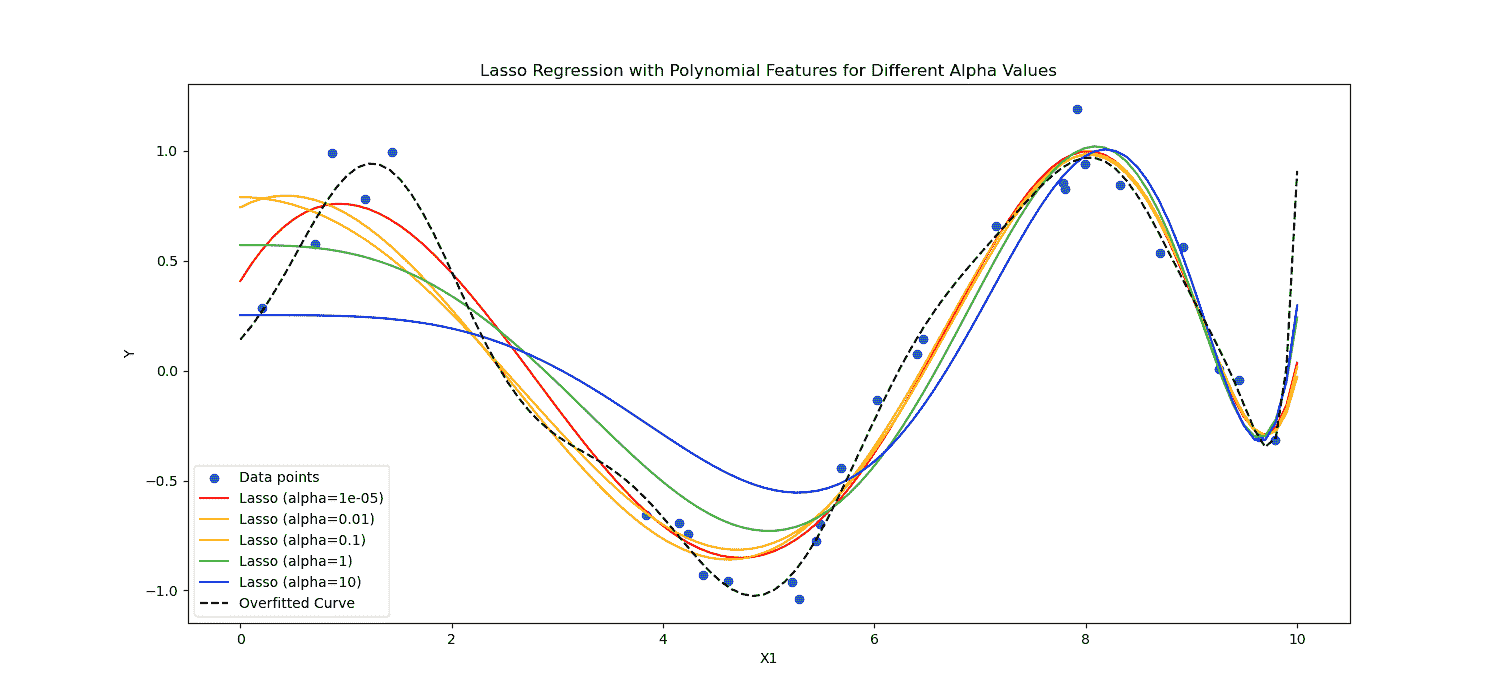 Lasso Regression with Polynomial Features for Different Alpha Values
1.0
0.5
0.0
−0.5
−1.0
Y
Data points
Lasso (alpha=1e-05)
Lasso (alpha=0.01)
Lasso (alpha=0.1)
Lasso (alpha=1)
Lasso (alpha=10)
Overfitted Curve
0 2 4 6 8 10
X1